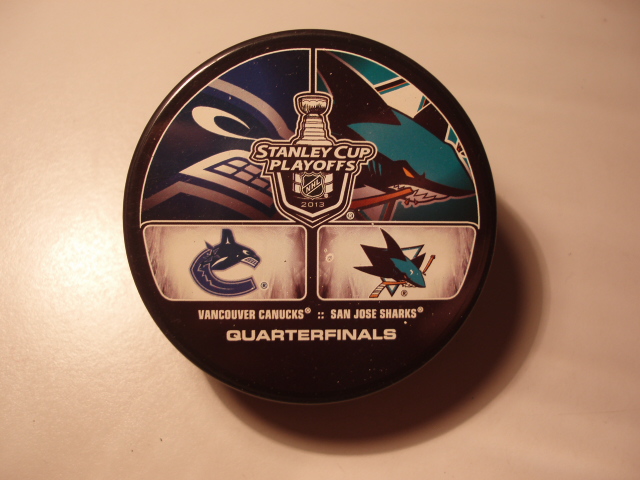 STANLEY CUP
PLAYOFFS
NHL
2013 ®
® ®
VANCOUVER CANUCKS® :: SAN JOSE SHARKS®
QUARTERFINALS